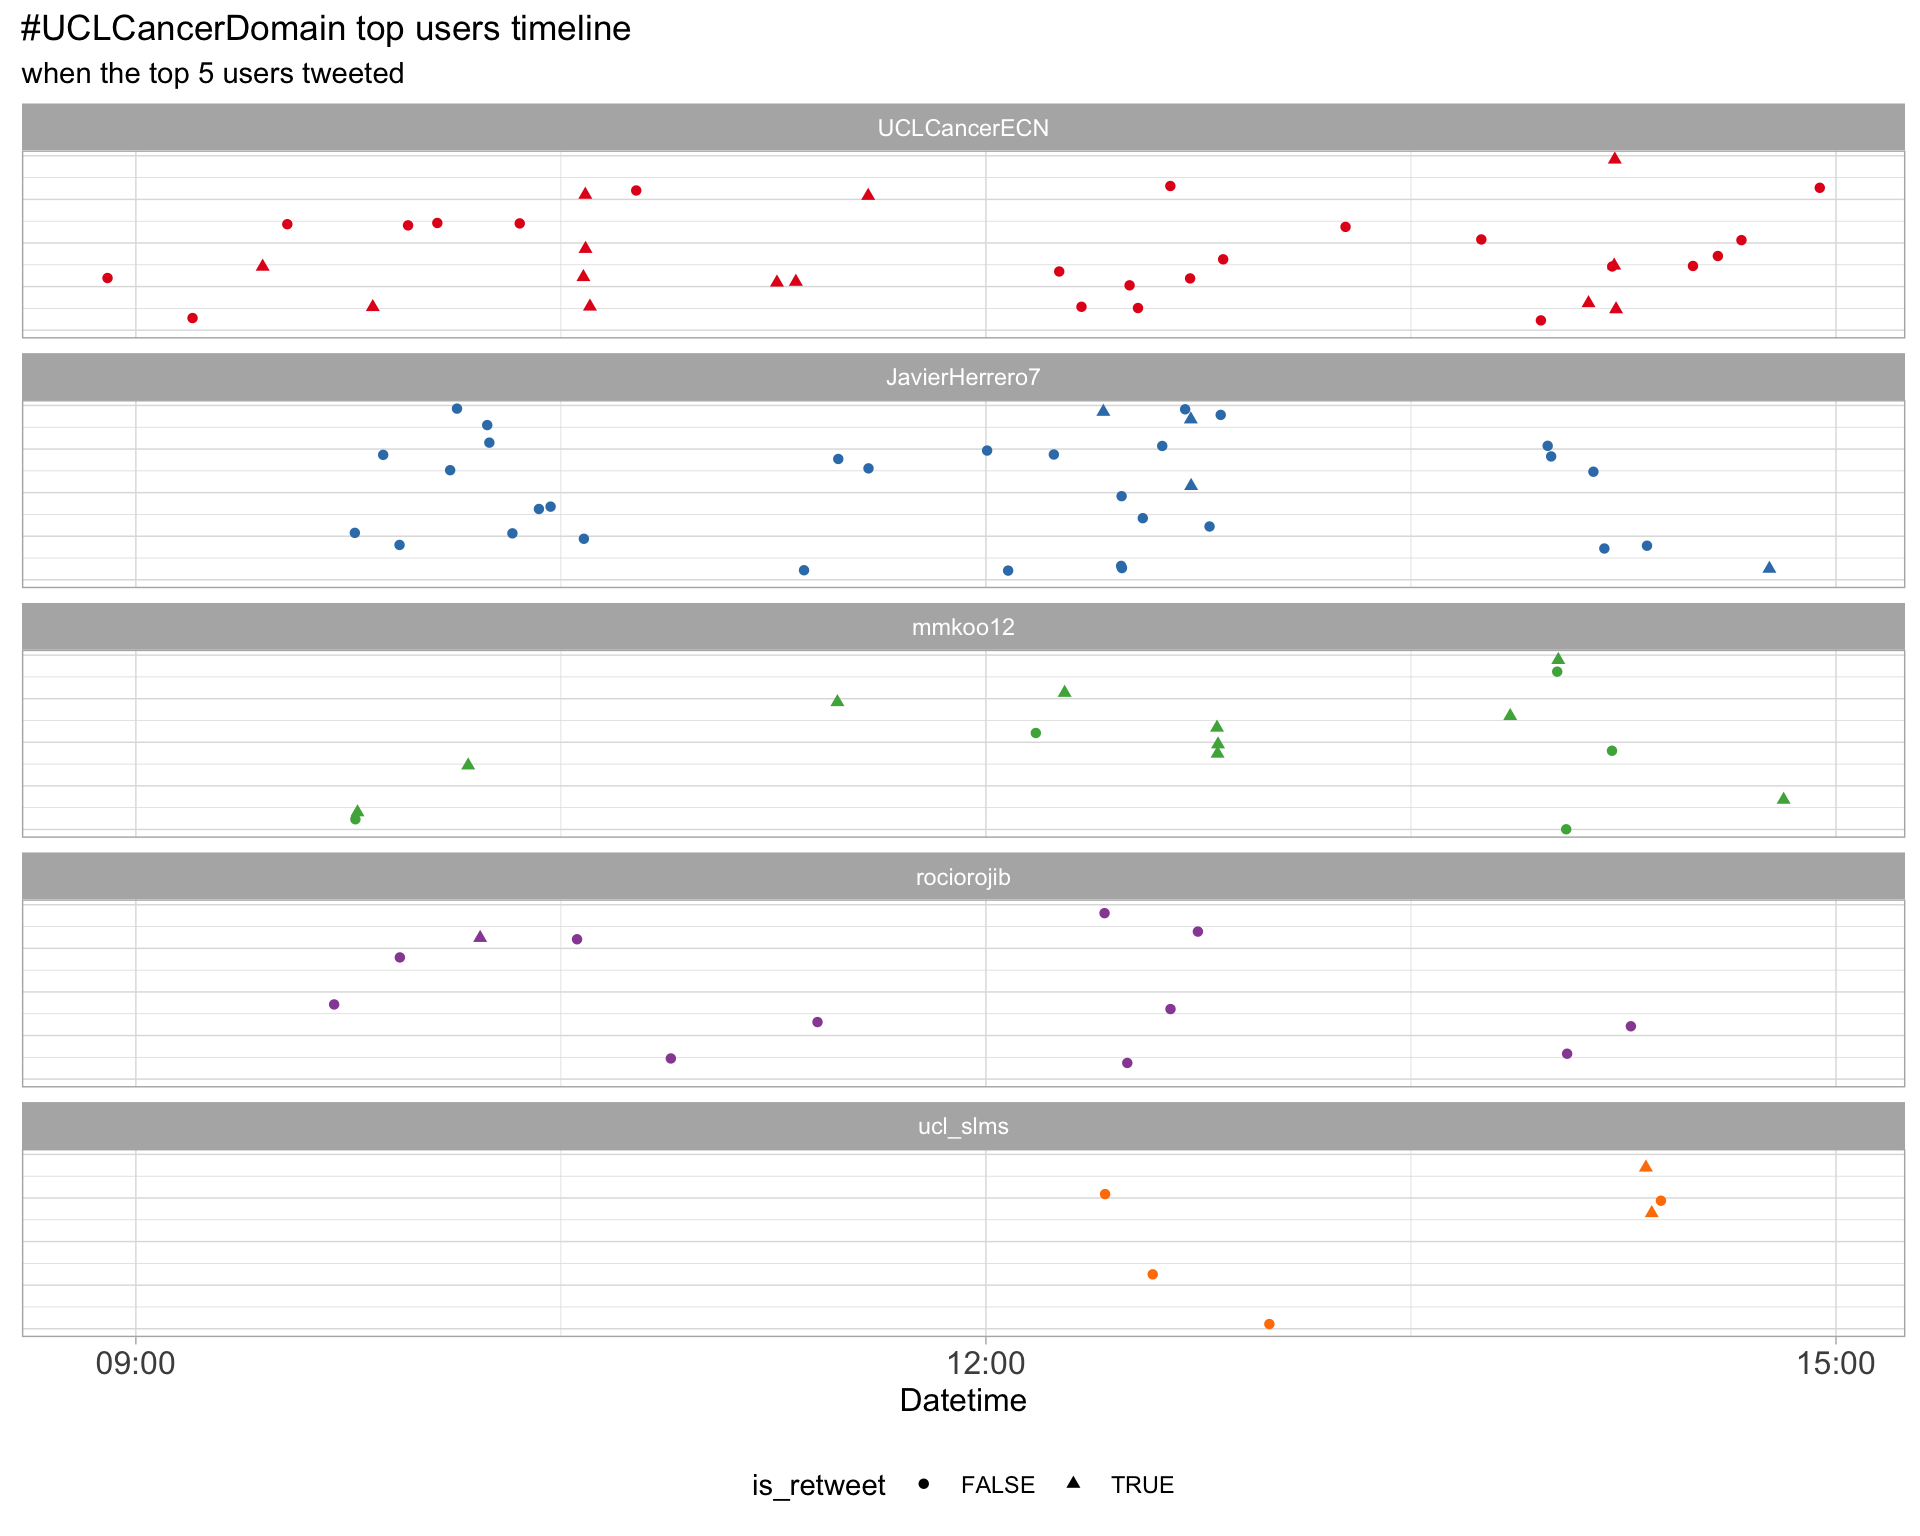 #UCLCancerDomain top users timeline
when the top 5 users tweeted
UCLCancerECN
JavierHerrero7
mmkoo12
rociorojib
ucl_slms
09:00 12:00 15:00
Datetime
is_retweet FALSE TRUE